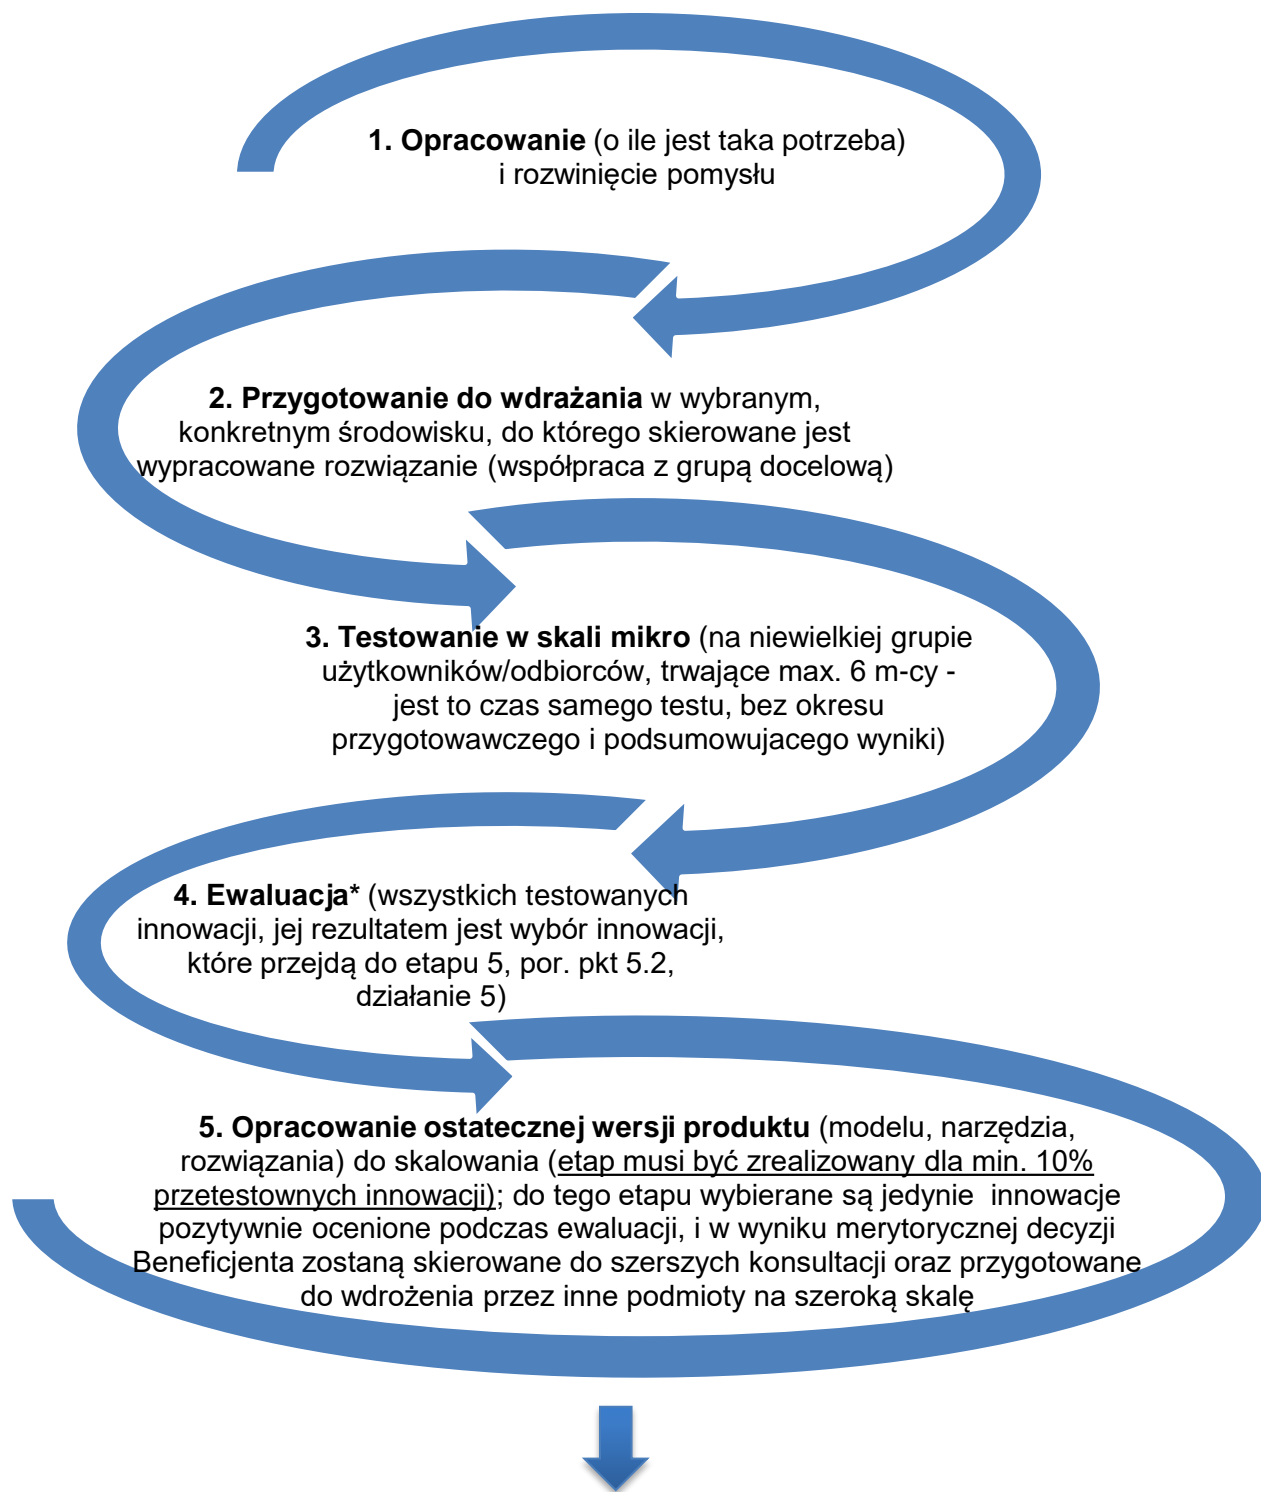 1. Opracowanie (o ile jest taka potrzeba)
i rozwinięcie pomysłu
2. Przygotowanie do wdrażania w wybranym,
konkretnym środowisku, do którego skierowane jest
wypracowane rozwiązanie (współpraca z grupą docelową)
3. Testowanie w skali mikro (na niewielkiej grupie
użytkowników/odbiorców, trwające max. 6 m-cy -
jest to czas samego testu, bez okresu
przygotowawczego i podsumowujacego wyniki)
4. Ewaluacja* (wszystkich testowanych
innowacji, jej rezultatem jest wybór innowacji,
które przejdą do etapu 5, por. pkt 5.2,
działanie 5)
5. Opracowanie ostatecznej wersji produktu (modelu, narzędzia,
rozwiązania) do skalowania (etap musi być zrealizowany dla min. 10%
przetestownych innowacji); do tego etapu wybierane są jedynie  innowacje
pozytywnie ocenione podczas ewaluacji, i w wyniku merytorycznej decyzji
Beneficjenta zostaną skierowane do szerszych konsultacji oraz przygotowane
do wdrożenia przez inne podmioty na szeroką skalę